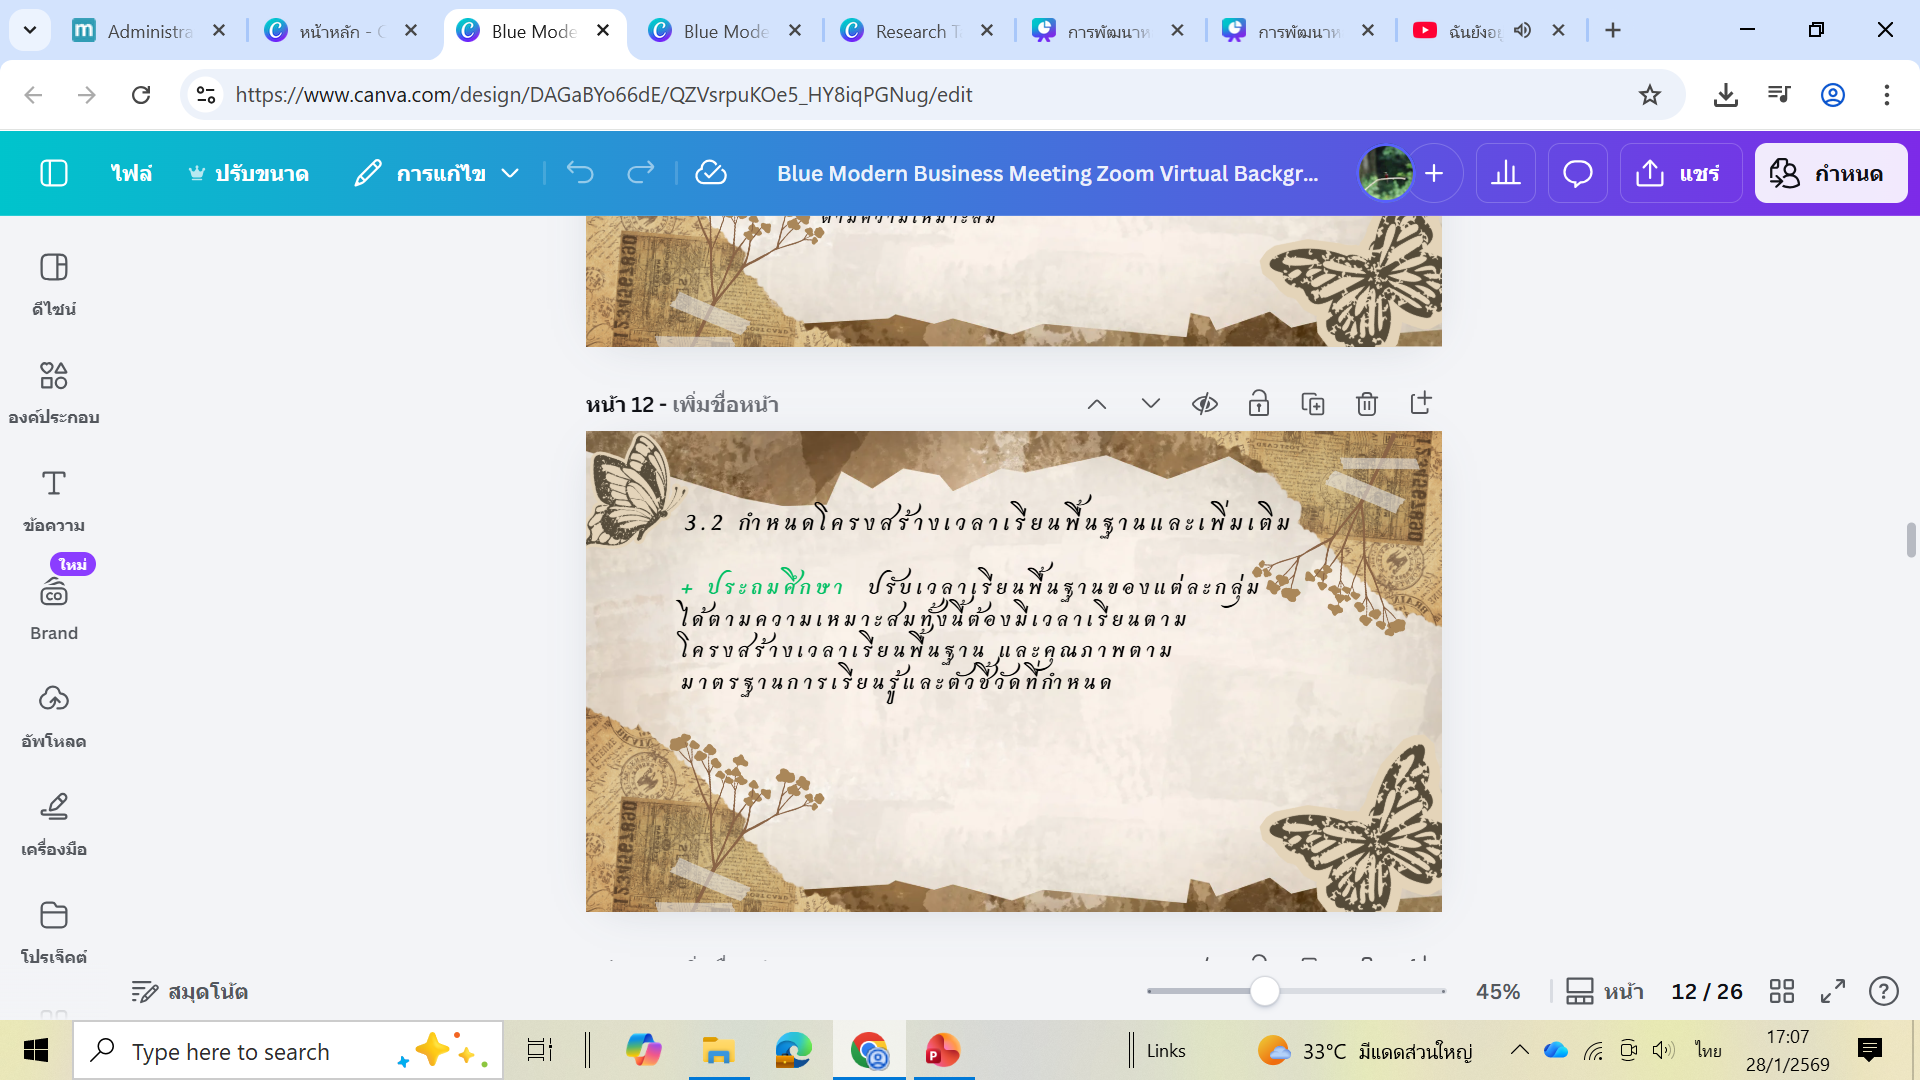 Administra
หน้าหลัก - C
Blue Mode
Blue Mode
Research T
การพัฒนาห
การพัฒนาห
ฉันยังอยู่
https://www.canva.com/design/DAGaBYo66dE/QZVsrpuKOe5_HY8iqPGNug/edit
ไฟล์
ปรับขนาด
การแก้ไข
Blue Modern Business Meeting Zoom Virtual Backgr...
แชร์
กำหนด
ดีไซน์
องค์ประกอบ
ข้อความ
ใหม่
Brand
อัพโหลด
เครื่องมือ
โปรเจ็คต์
ตามความเหมาะสม
หน้า 12 - เพิ่มชื่อหน้า
3.2 กำหนดโครงสร้างเวลาเรียนพื้นฐานและเพิ่มเติม
+ ประถมศึกษา ปรับเวลาเรียนพื้นฐานของแต่ละกลุ่ม
ได้ตามความเหมาะสมทั้งนี้ต้องมีเวลาเรียนตาม
โครงสร้างเวลาเรียนพื้นฐาน และคุณภาพตาม
มาตรฐานการเรียนรู้และตัวชี้วัดที่กำหนด
สมุดโน้ต
45%
หน้า
12 / 26
Type here to search
Links
33°C มีแดดส่วนใหญ่
ไทย
17:07
28/1/2569